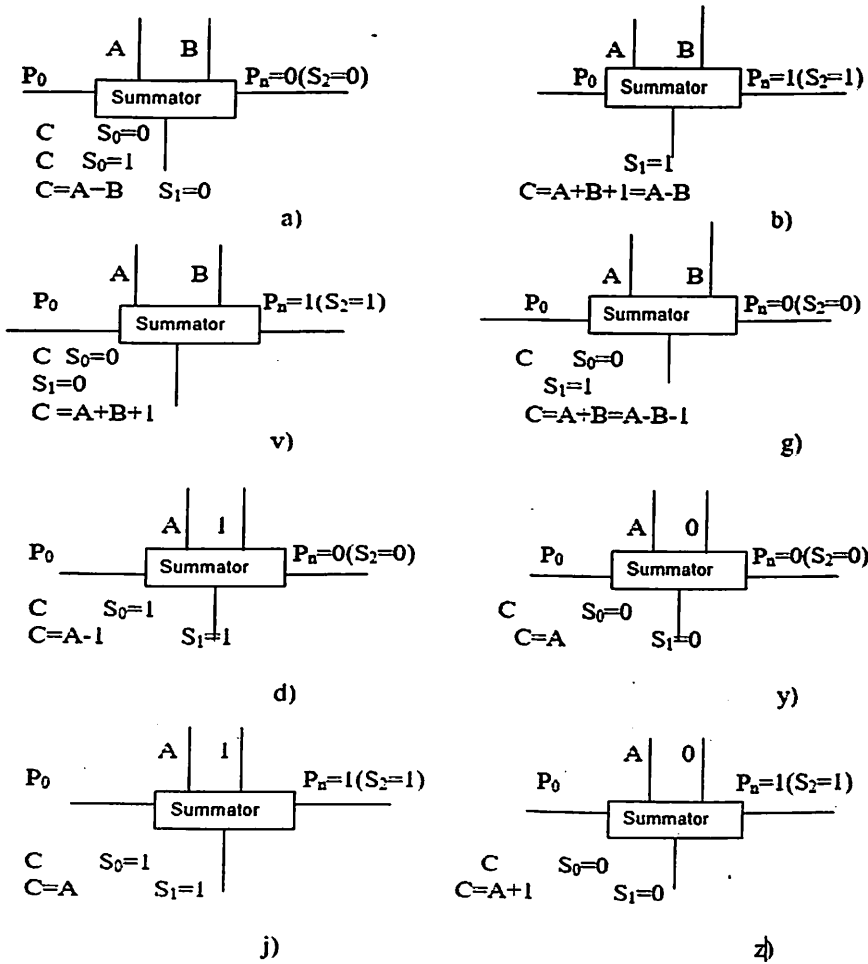 A B
P₀ Pₙ=0(S₂=0)
Summator
C S₀=0
C S₀=1
C=A−B S₁=0
a)
A B
P₀ Pₙ=1(S₂=1)
Summator
S₁=1
C=A+B+1=A-B
b)
A B
P₀ Pₙ=1(S₂=1)
Summator
C S₀=0
S₁=0
C =A+B+1
v)
A B
P₀ Pₙ=0(S₂=0)
Summator
C S₀=0
S₁=1
C=A+B=A-B-1
g)
A 1
P₀ Pₙ=0(S₂=0)
Summator
C S₀=1
C=A-1 S₁=1
d)
A 0
P₀ Pₙ=0(S₂=0)
Summator
C S₀=0
C=A S₁=0
y)
A 1
P₀ Pₙ=1(S₂=1)
Summator
C S₀=1
C=A S₁=1
j)
A 0
P₀ Pₙ=1(S₂=1)
Summator
C S₀=0
C=A+1 S₁=0
z)